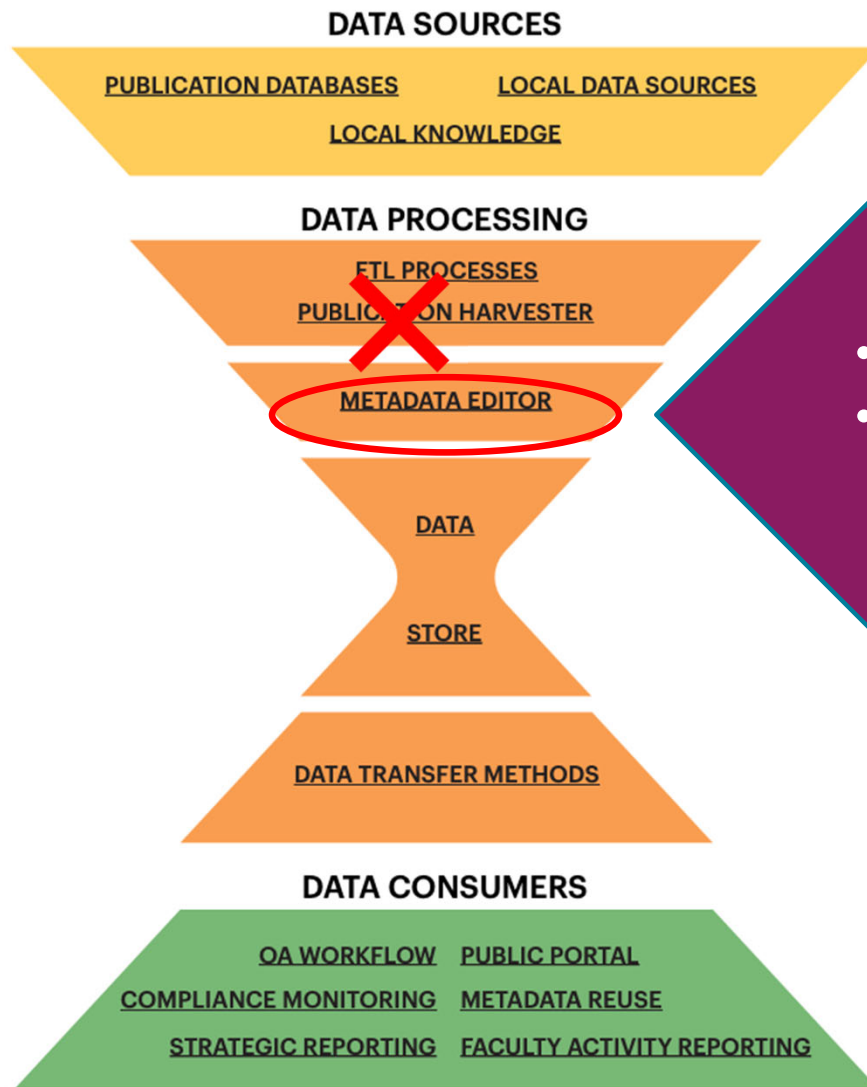 DATA SOURCES
PUBLICATION DATABASES LOCAL DATA SOURCES
LOCAL KNOWLEDGE
DATA PROCESSING
ETL PROCESSES
PUBLICATION HARVESTER
METADATA EDITOR
DATA
STORE
DATA TRANSFER METHODS
DATA CONSUMERS
OA WORKFLOW PUBLIC PORTAL
COMPLIANCE MONITORING METADATA REUSE
STRATEGIC REPORTING FACULTY ACTIVITY REPORTING